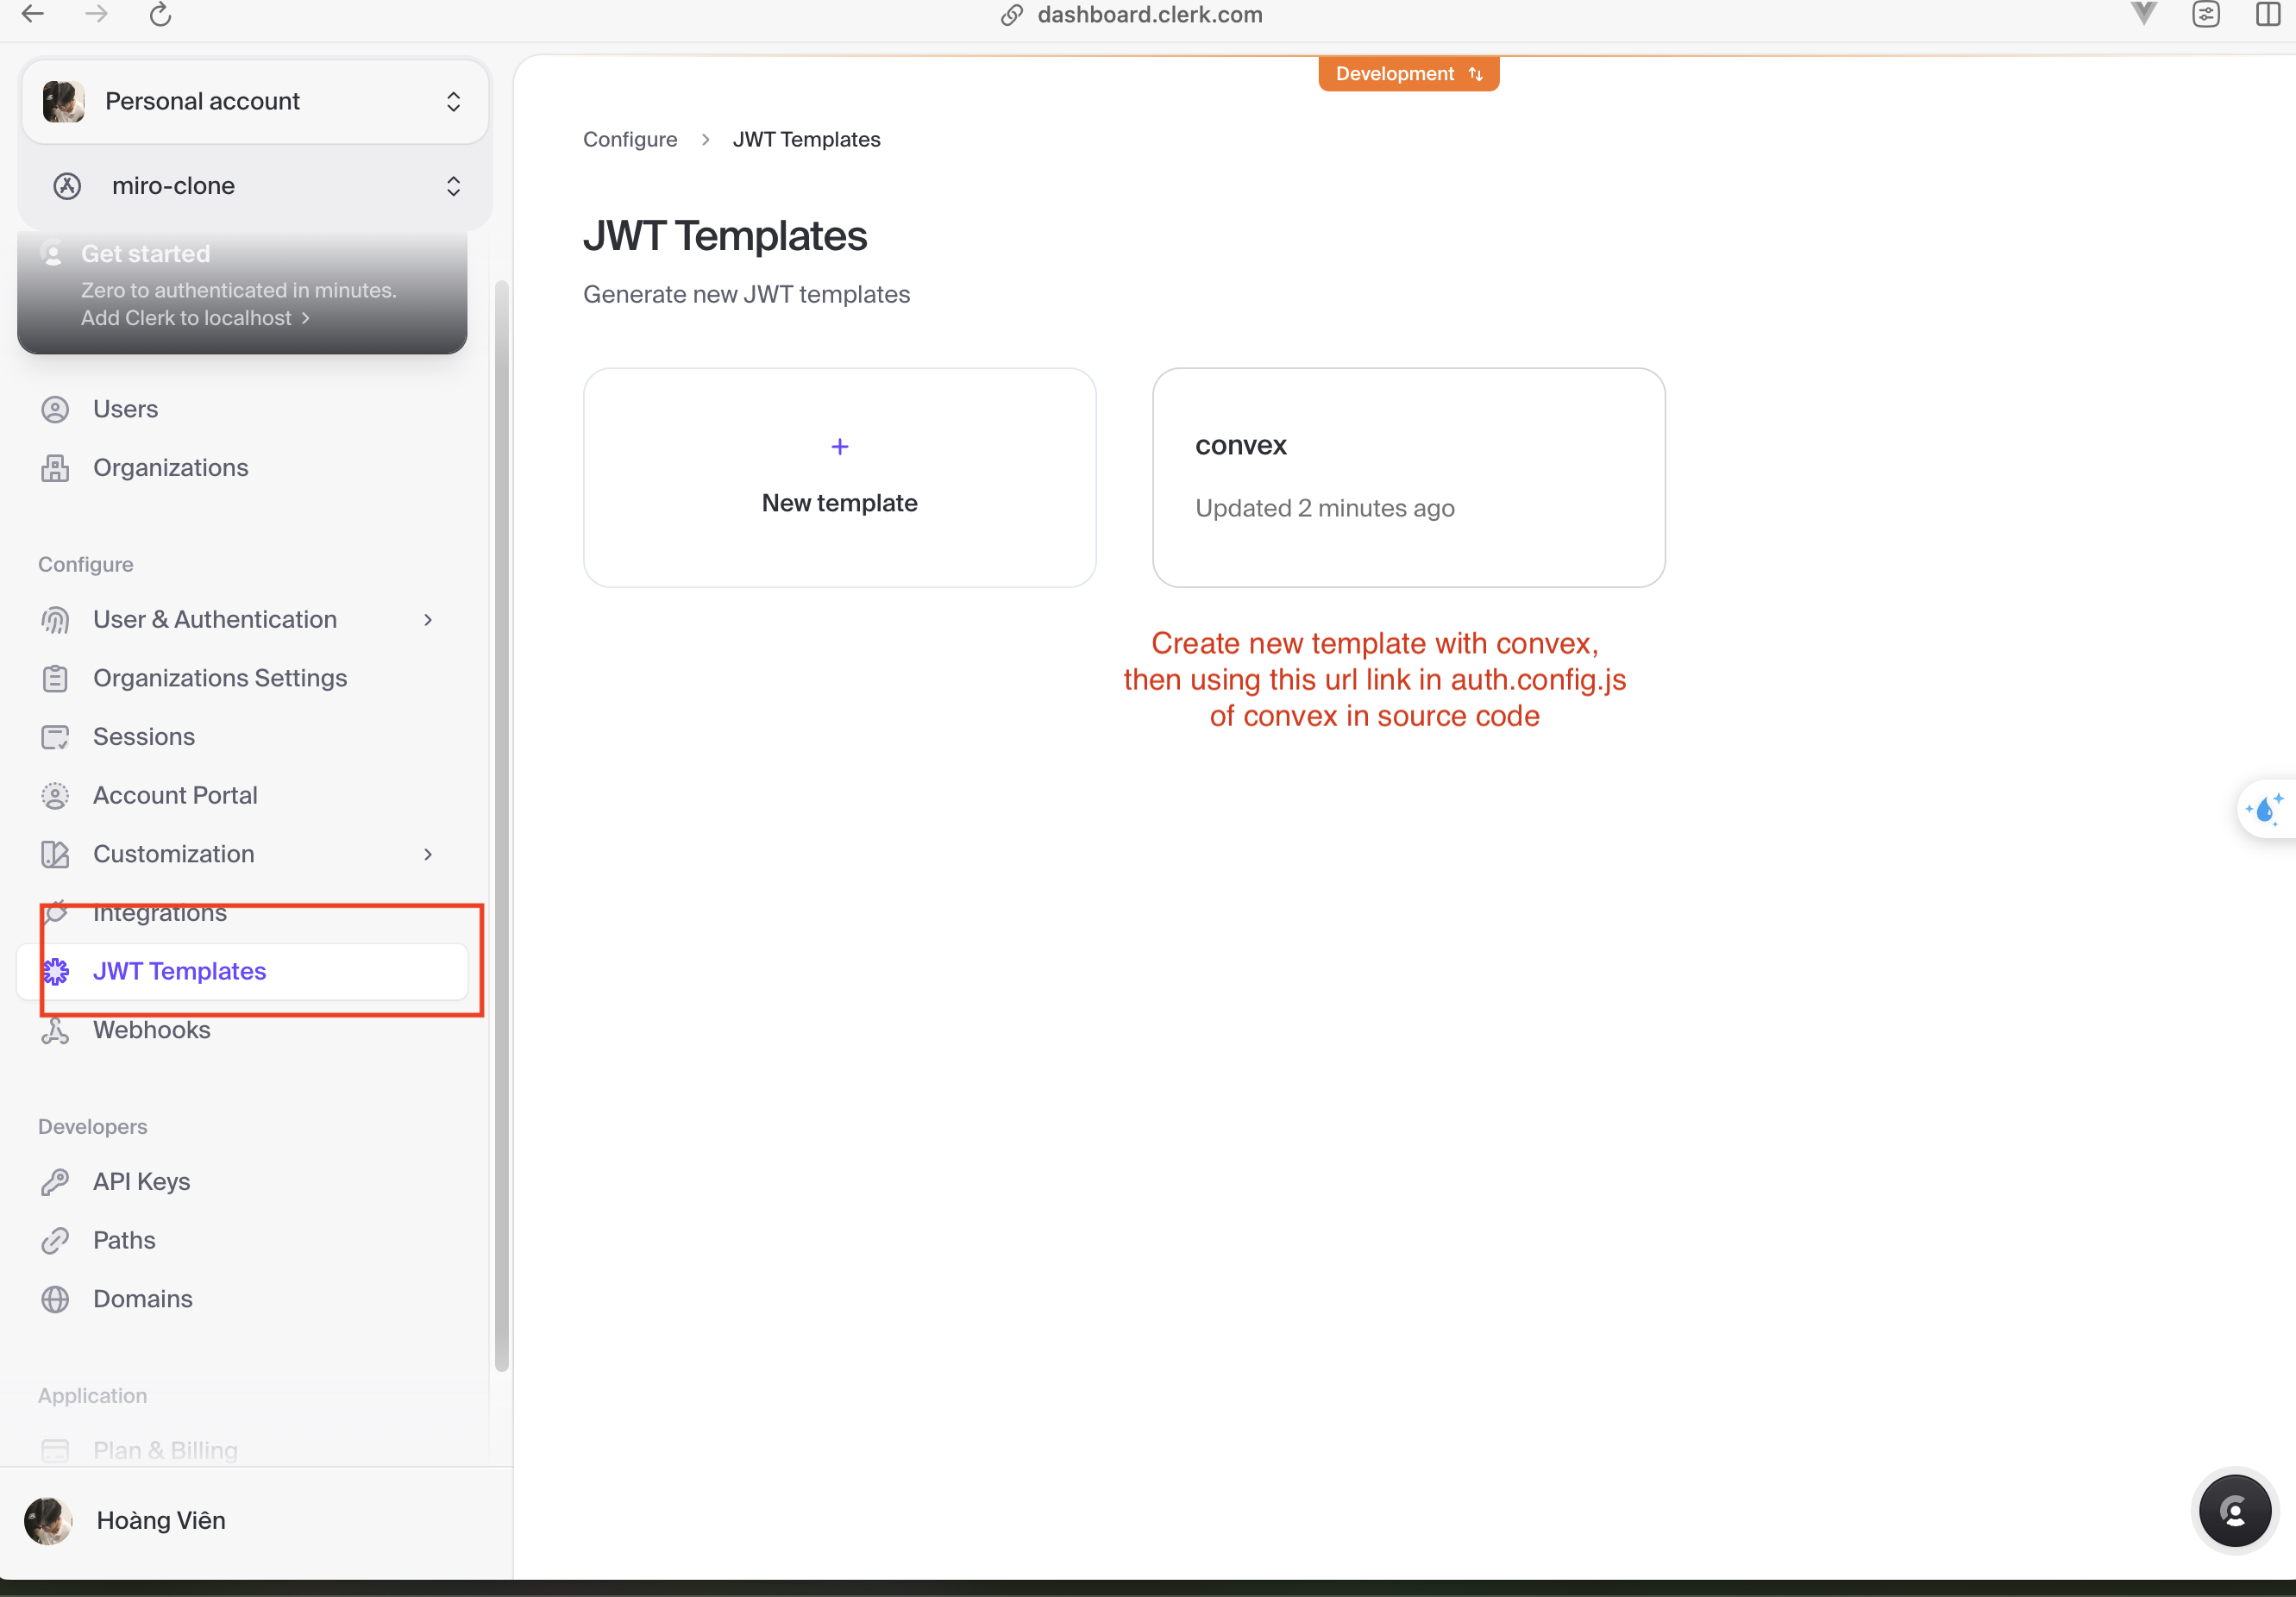 dashboard.clerk.com
Personal account
miro-clone
Get started
Zero to authenticated in minutes.
Add Clerk to localhost
Users
Organizations
Configure
User & Authentication
Organizations Settings
Sessions
Account Portal
Customization
Integrations
JWT Templates
Webhooks
Developers
API Keys
Paths
Domains
Application
Plan & Billing
Hoàng Viên
Development
Configure > JWT Templates
JWT Templates
Generate new JWT templates
+
New template
convex
Updated 2 minutes ago
Create new template with convex,
then using this url link in auth.config.js
of convex in source code